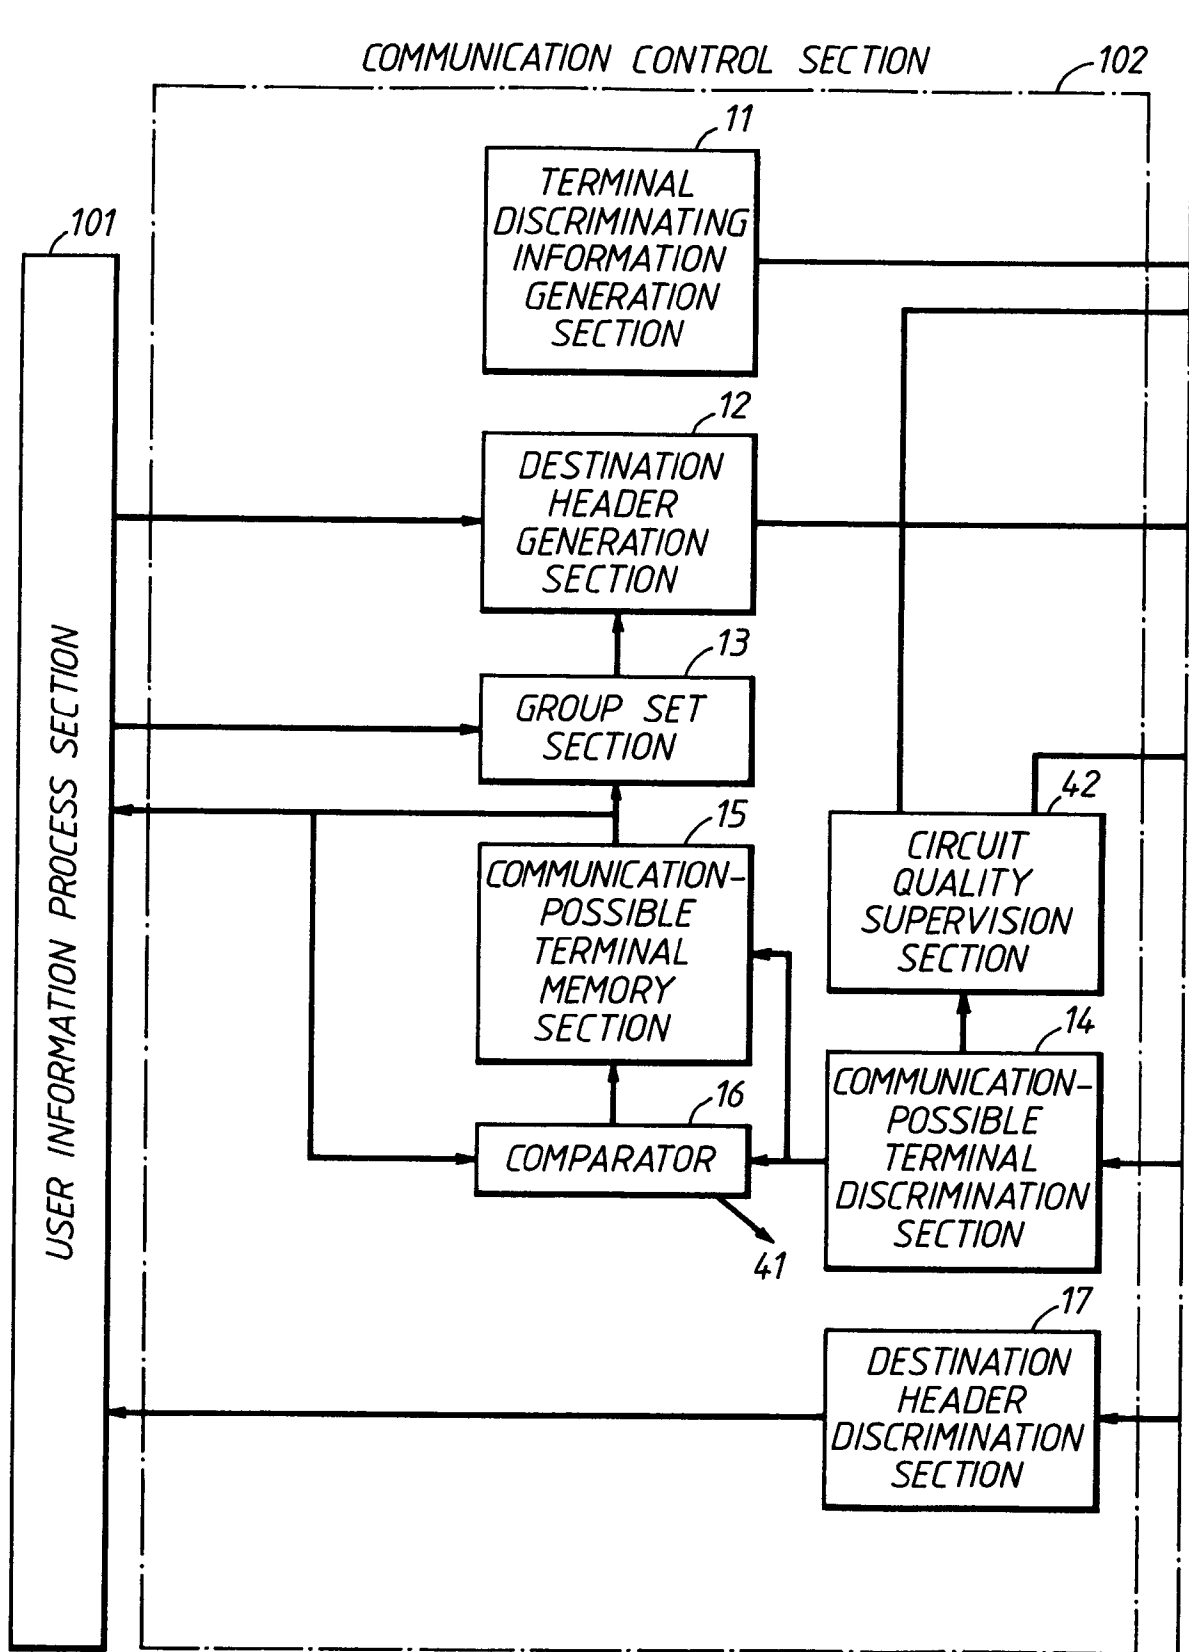 COMMUNICATION CONTROL SECTION
102
11
TERMINAL
DISCRIMINATING
INFORMATION
GENERATION
SECTION
101
USER INFORMATION PROCESS SECTION
12
DESTINATION
HEADER
GENERATION
SECTION
13
GROUP SET
SECTION
15
COMMUNICATION-
POSSIBLE
TERMINAL
MEMORY
SECTION
42
CIRCUIT
QUALITY
SUPERVISION
SECTION
14
COMMUNICATION-
POSSIBLE
TERMINAL
DISCRIMINATION
SECTION
16
COMPARATOR
41
17
DESTINATION
HEADER
DISCRIMINATION
SECTION